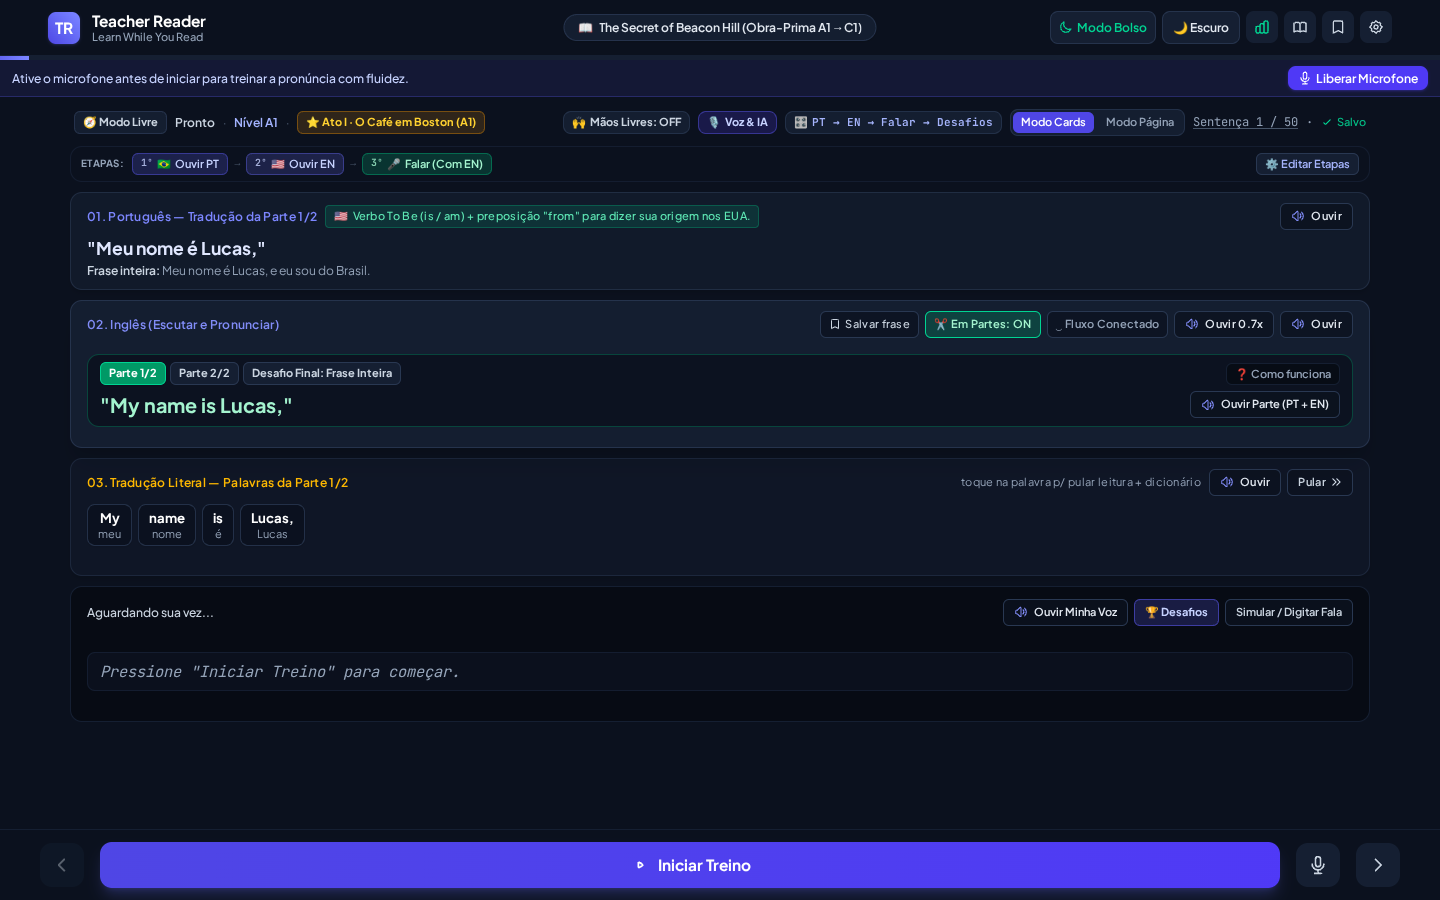 TR
Teacher Reader
Learn While You Read
📖 The Secret of Beacon Hill (Obra-Prima A1→C1)
Modo Bolso
🌙 Escuro
Ative o microfone antes de iniciar para treinar a pronúncia com fluidez.
Liberar Microfone
🧭 Modo Livre
Pronto · Nível A1 ·
⭐ Ato I · O Café em Boston (A1)
🙌 Mãos Livres: OFF
🎙️ Voz & IA
🎛️ PT → EN → Falar → Desafios
Modo Cards
Modo Página
Sentença 1 / 50 · ✓ Salvo
ETAPAS:
1° 🇧🇷 Ouvir PT →
2° 🇺🇸 Ouvir EN →
3° 🎤 Falar (Com EN)
⚙️ Editar Etapas
01. Português — Tradução da Parte 1/2
🇺🇸 Verbo To Be (is / am) + preposição "from" para dizer sua origem nos EUA.
Ouvir
"Meu nome é Lucas,"
Frase inteira: Meu nome é Lucas, e eu sou do Brasil.
02. Inglês (Escutar e Pronunciar)
Salvar frase
✂️ Em Partes: ON
Fluxo Conectado
Ouvir 0.7x
Ouvir
Parte 1/2
Parte 2/2
Desafio Final: Frase Inteira
❓ Como funciona
"My name is Lucas,"
Ouvir Parte (PT + EN)
03. Tradução Literal — Palavras da Parte 1/2
toque na palavra p/ pular leitura + dicionário
Ouvir
Pular
My name is Lucas,
meu nome é Lucas
Aguardando sua vez...
Ouvir Minha Voz
🏆 Desafios
Simular / Digitar Fala
Pressione "Iniciar Treino" para começar.
Iniciar Treino